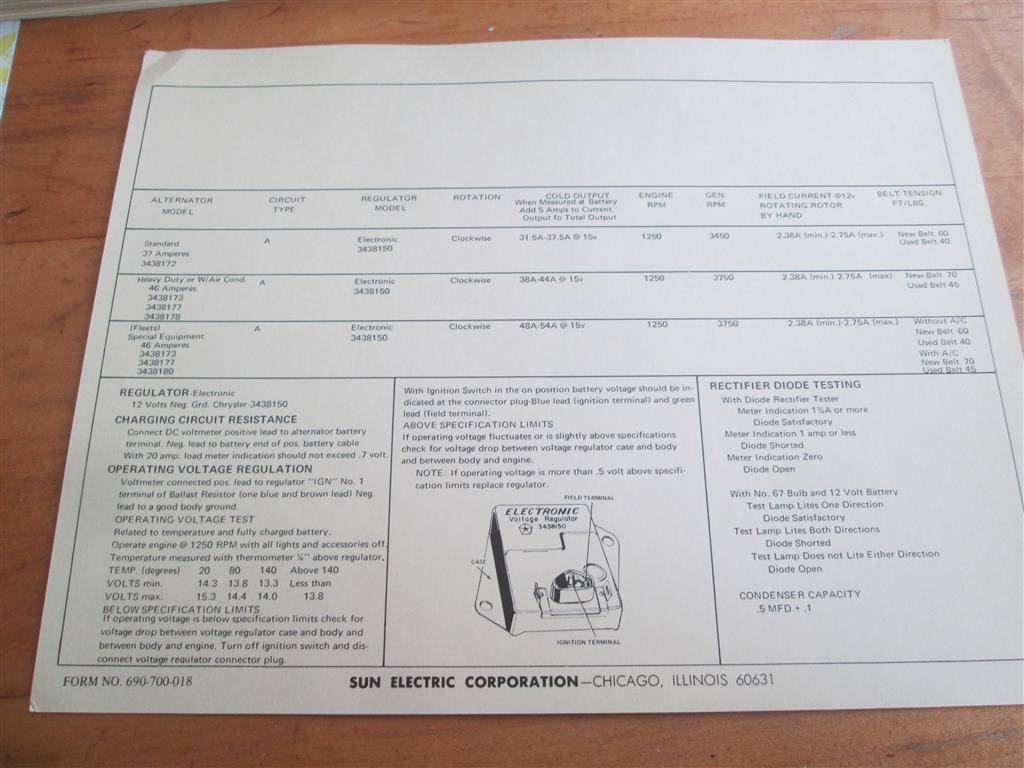 ALTERNATOR MODEL CIRCUIT TYPE REGULATOR MODEL ROTATION COLD OUTPUT When Measured at Battery Add 5 Amps to Current Output fo Total Output ENGINE RPM GEN RPM FIELD CURRENT @12v ROTATING ROTOR BY HAND BELT TENSION FT/LBS.
Standard 37 Amperes 3438172 A Electronic 3438150 Clockwise 31.5A-37.5A @ 15v 1250 3450 2.38A (min.)-2.75A (max.) New Belt 60 Used Belt 40
Heavy Duty or W/Air Cond. 46 Amperes 3438173 3438177 3438178 A Electronic 3438150 Clockwise 38A-44A @ 15v 1250 3750 2.38A (min.) 2.75A (max) New Belt 70 Used Belt 45
(Fleets) Special Equipment 46 Amperes 3438173 3438177 3438180 A Electronic 3438150 Clockwise 48A-54A @ 15v 1250 3750 2.38A (min.)-2.75A (max.) Without A/C New Belt 60 Used Belt 40 With A/C New Belt 70 Used Belt 45
REGULATOR-Electronic
12 Volts Neg. Grd. Chrysler-3438150
CHARGING CIRCUIT RESISTANCE
Connect DC voltmeter positive lead to alternator battery
terminal. Neg. lead to battery end of pos. battery cable
With 20 amp. load meter indication should not exceed .7 volt.
OPERATING VOLTAGE REGULATION
Voltmeter connected pos. lead to regulator "IGN" No. 1
terminal of Ballast Resistor (one blue and brown lead) Neg.
lead to a good body ground.
OPERATING VOLTAGE TEST
Related to temperature and fully charged battery.
Operate engine @ 1250 RPM with all lights and accessories off.
Temperature measured with thermometer ¼" above regulator.
TEMP. (degrees) 20 80 140 Above 140
VOLTS min. 14.3 13.8 13.3 Less than
VOLTS max. 15.3 14.4 14.0 13.8
BELOW SPECIFICATION LIMITS
If operating voltage is below specification limits check for
voltage drop between voltage regulator case and body and
between body and engine. Turn off ignition switch and dis-
connect voltage regulator connector plug.
With Ignition Switch in the on position battery voltage should be in-
dicated at the connector plug-Blue lead (ignition terminal) and green
lead (field terminal).
ABOVE SPECIFICATION LIMITS
If operating voltage fluctuates or is slightly above specifications
check for voltage drop between voltage regulator case and body
and between body and engine.
NOTE: If operating voltage is more than .5 volt above specifi-
cation limits replace regulator.
FIELD TERMINAL
ELECTRONIC
Voltage Regulator
3438150
CASE
IGNITION TERMINAL
RECTIFIER DIODE TESTING
With Diode Rectifier Tester
Meter Indication 1¾A or more
Diode Satisfactory
Meter Indication 1 amp or less
Diode Shorted
Meter Indication Zero
Diode Open
With No. 67 Bulb and 12 Volt Battery
Test Lamp Lites One Direction
Diode Satisfactory
Test Lamp Lites Both Directions
Diode Shorted
Test Lamp Does not Lite Either Direction
Diode Open
CONDENSER CAPACITY
.5 MFD + .1
FORM NO. 690-700-018
SUN ELECTRIC CORPORATION—CHICAGO, ILLINOIS 60631